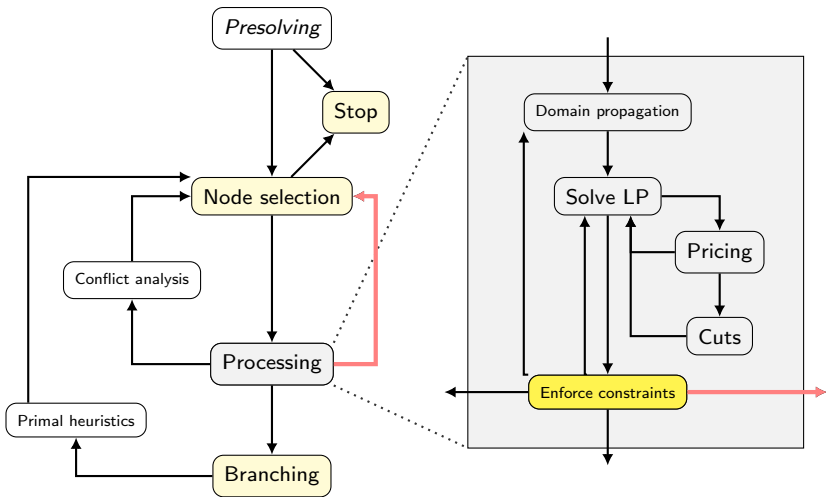 Presolving
Stop
Node selection
Conflict analysis
Processing
Primal heuristics
Branching
Domain propagation
Solve LP
Pricing
Cuts
Enforce constraints